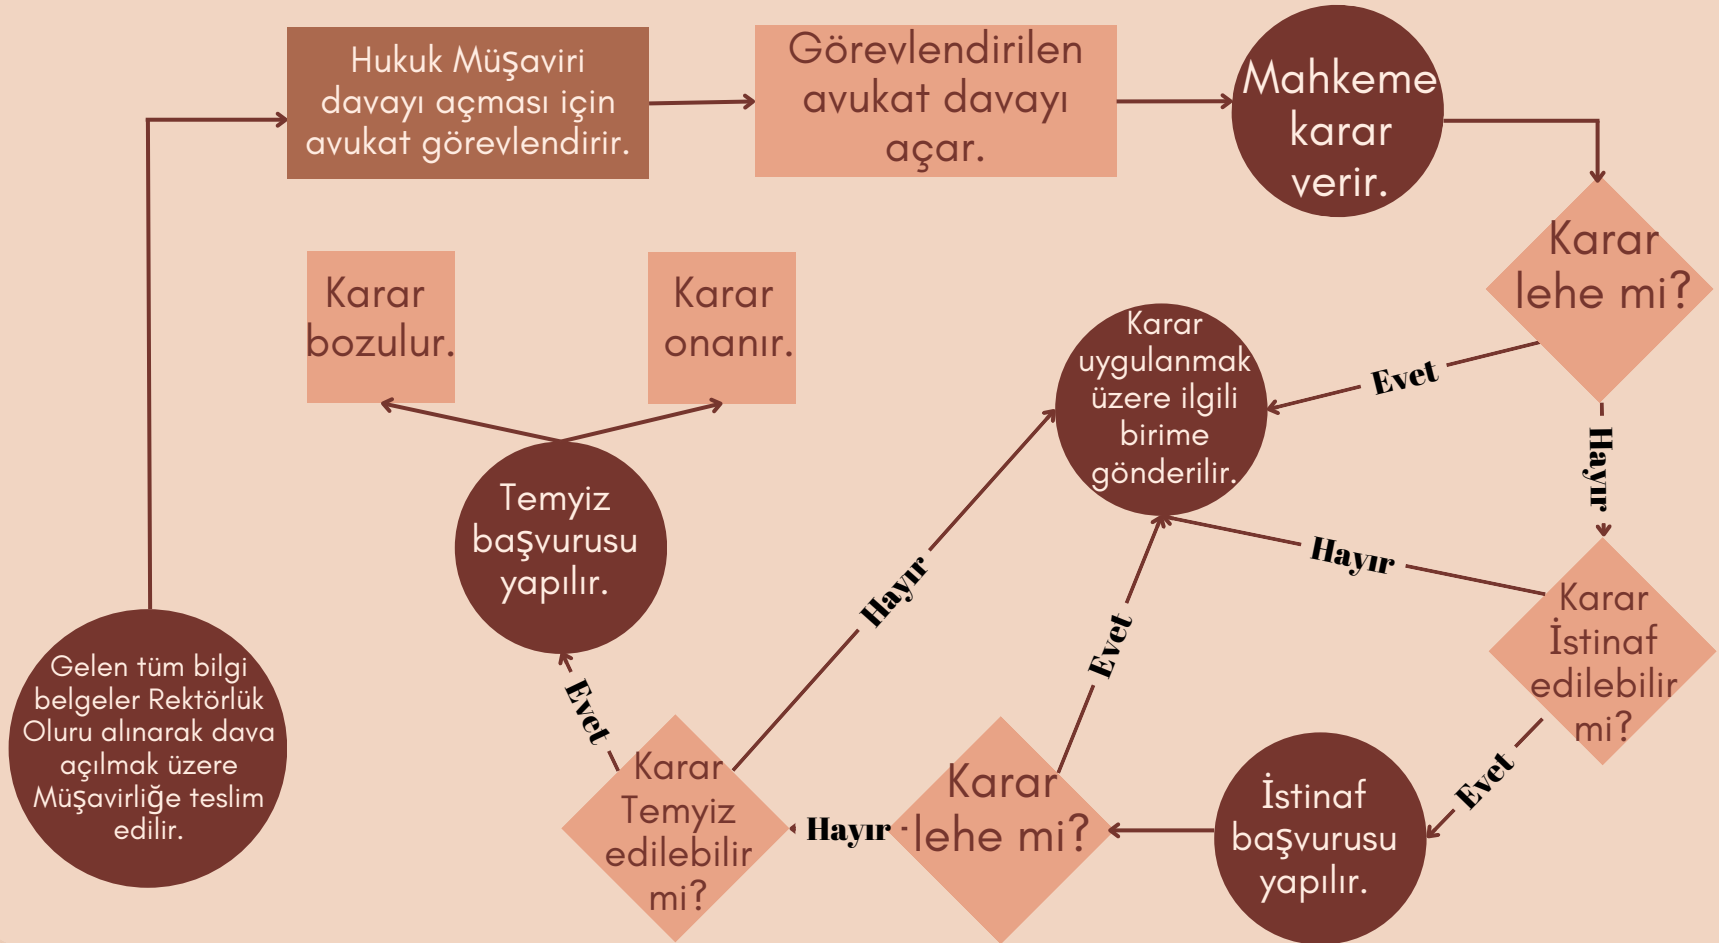 Hukuk Müşaviri
davayı açması için
avukat görevlendirir.
Görevlendirilen
avukat davayı
açar.
Mahkeme
karar
verir.
Karar
lehe mi?
Karar
bozulur.
Karar
onanır.
Karar
uygulanmak
üzere ilgili
birime
gönderilir.
Evet
Hayır
Temyiz
başvurusu
yapılır.
Hayır
Hayır
Karar
İstinaf
edilebilir
mi?
Evet
Evet
Gelen tüm bilgi
belgeler Rektörlük
Oluru alınarak dava
açılmak üzere
Müşavirliğe teslim
edilir.
Evet
Karar
Temyiz
edilebilir
mi?
Hayır
Karar
lehe mi?
İstinaf
başvurusu
yapılır.